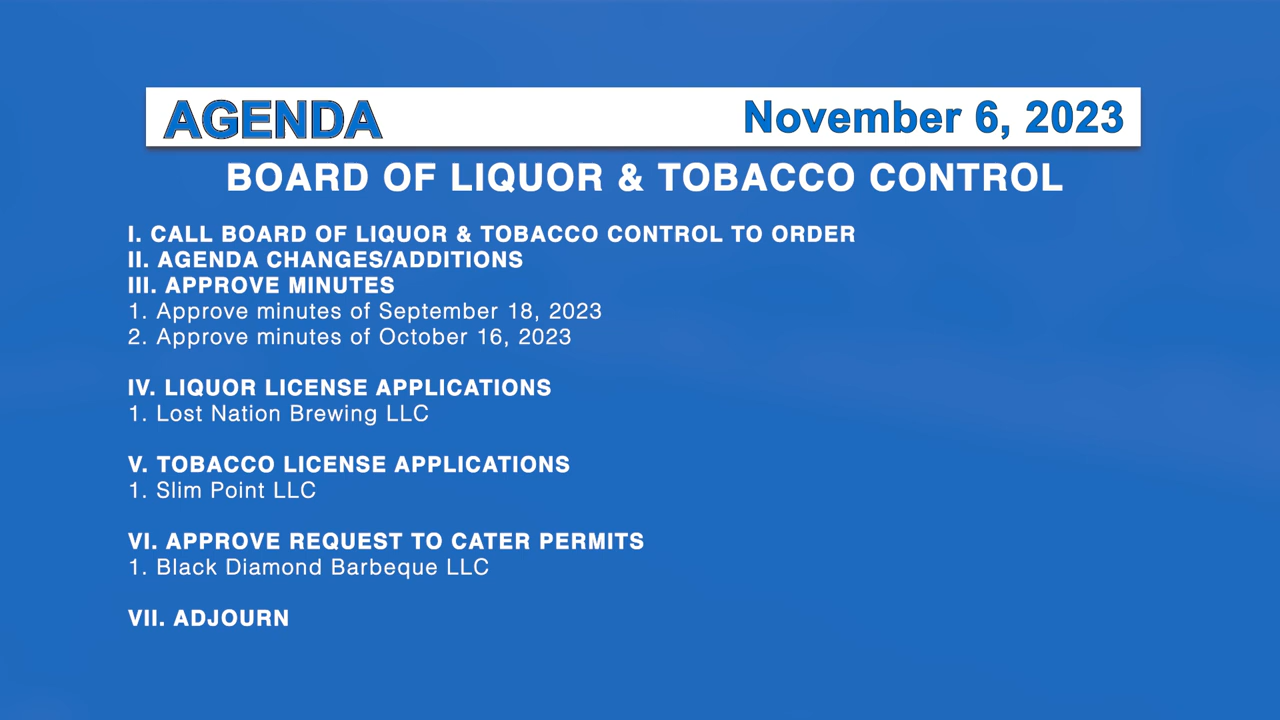 AGENDA November 6, 2023
BOARD OF LIQUOR & TOBACCO CONTROL
I. CALL BOARD OF LIQUOR & TOBACCO CONTROL TO ORDER
II. AGENDA CHANGES/ADDITIONS
III. APPROVE MINUTES
1. Approve minutes of September 18, 2023
2. Approve minutes of October 16, 2023
IV. LIQUOR LICENSE APPLICATIONS
1. Lost Nation Brewing LLC
V. TOBACCO LICENSE APPLICATIONS
1. Slim Point LLC
VI. APPROVE REQUEST TO CATER PERMITS
1. Black Diamond Barbeque LLC
VII. ADJOURN